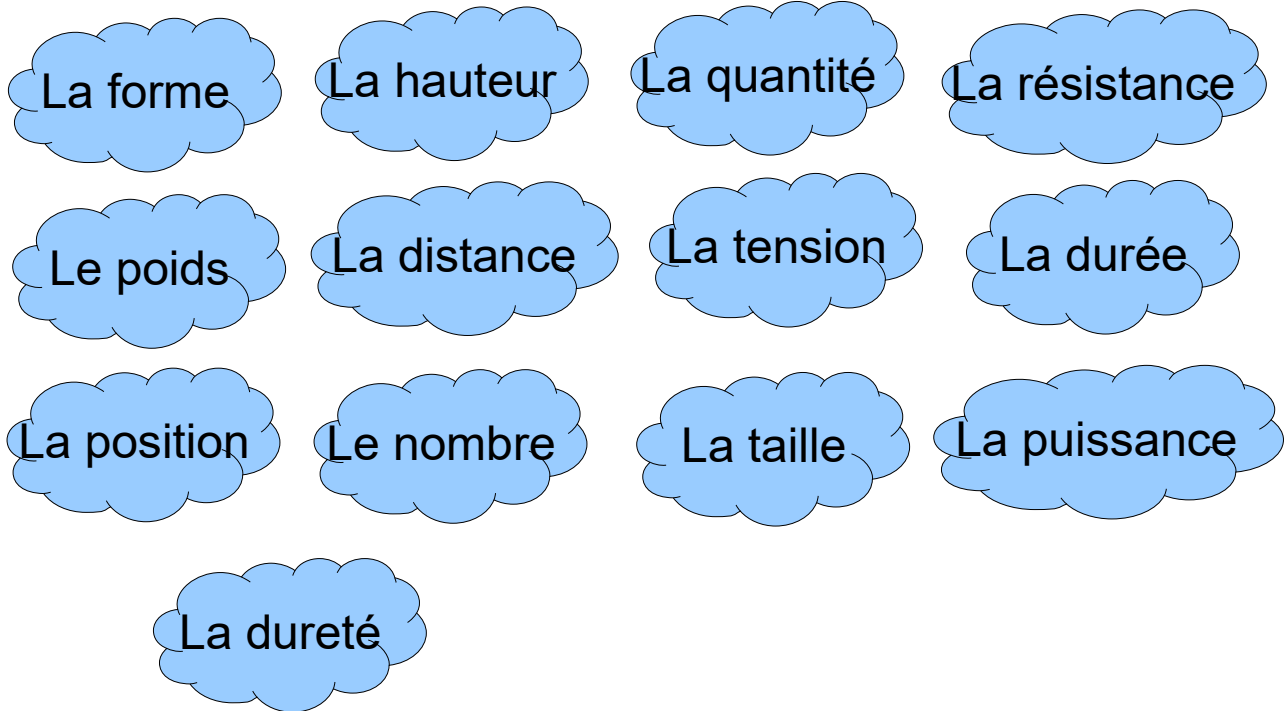 La forme
La hauteur
La quantité
La résistance
Le poids
La distance
La tension
La durée
La position
Le nombre
La taille
La puissance
La dureté